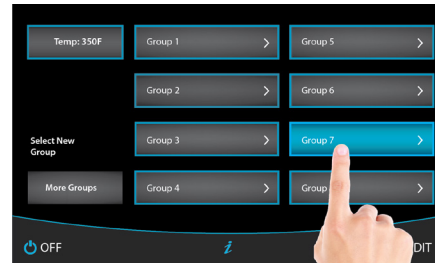 Temp: 350F
Group 1
Group 5
Group 2
Group 6
Select New
Group
Group 3
Group 7
More Groups
Group 4
Group
OFF
i
DIT